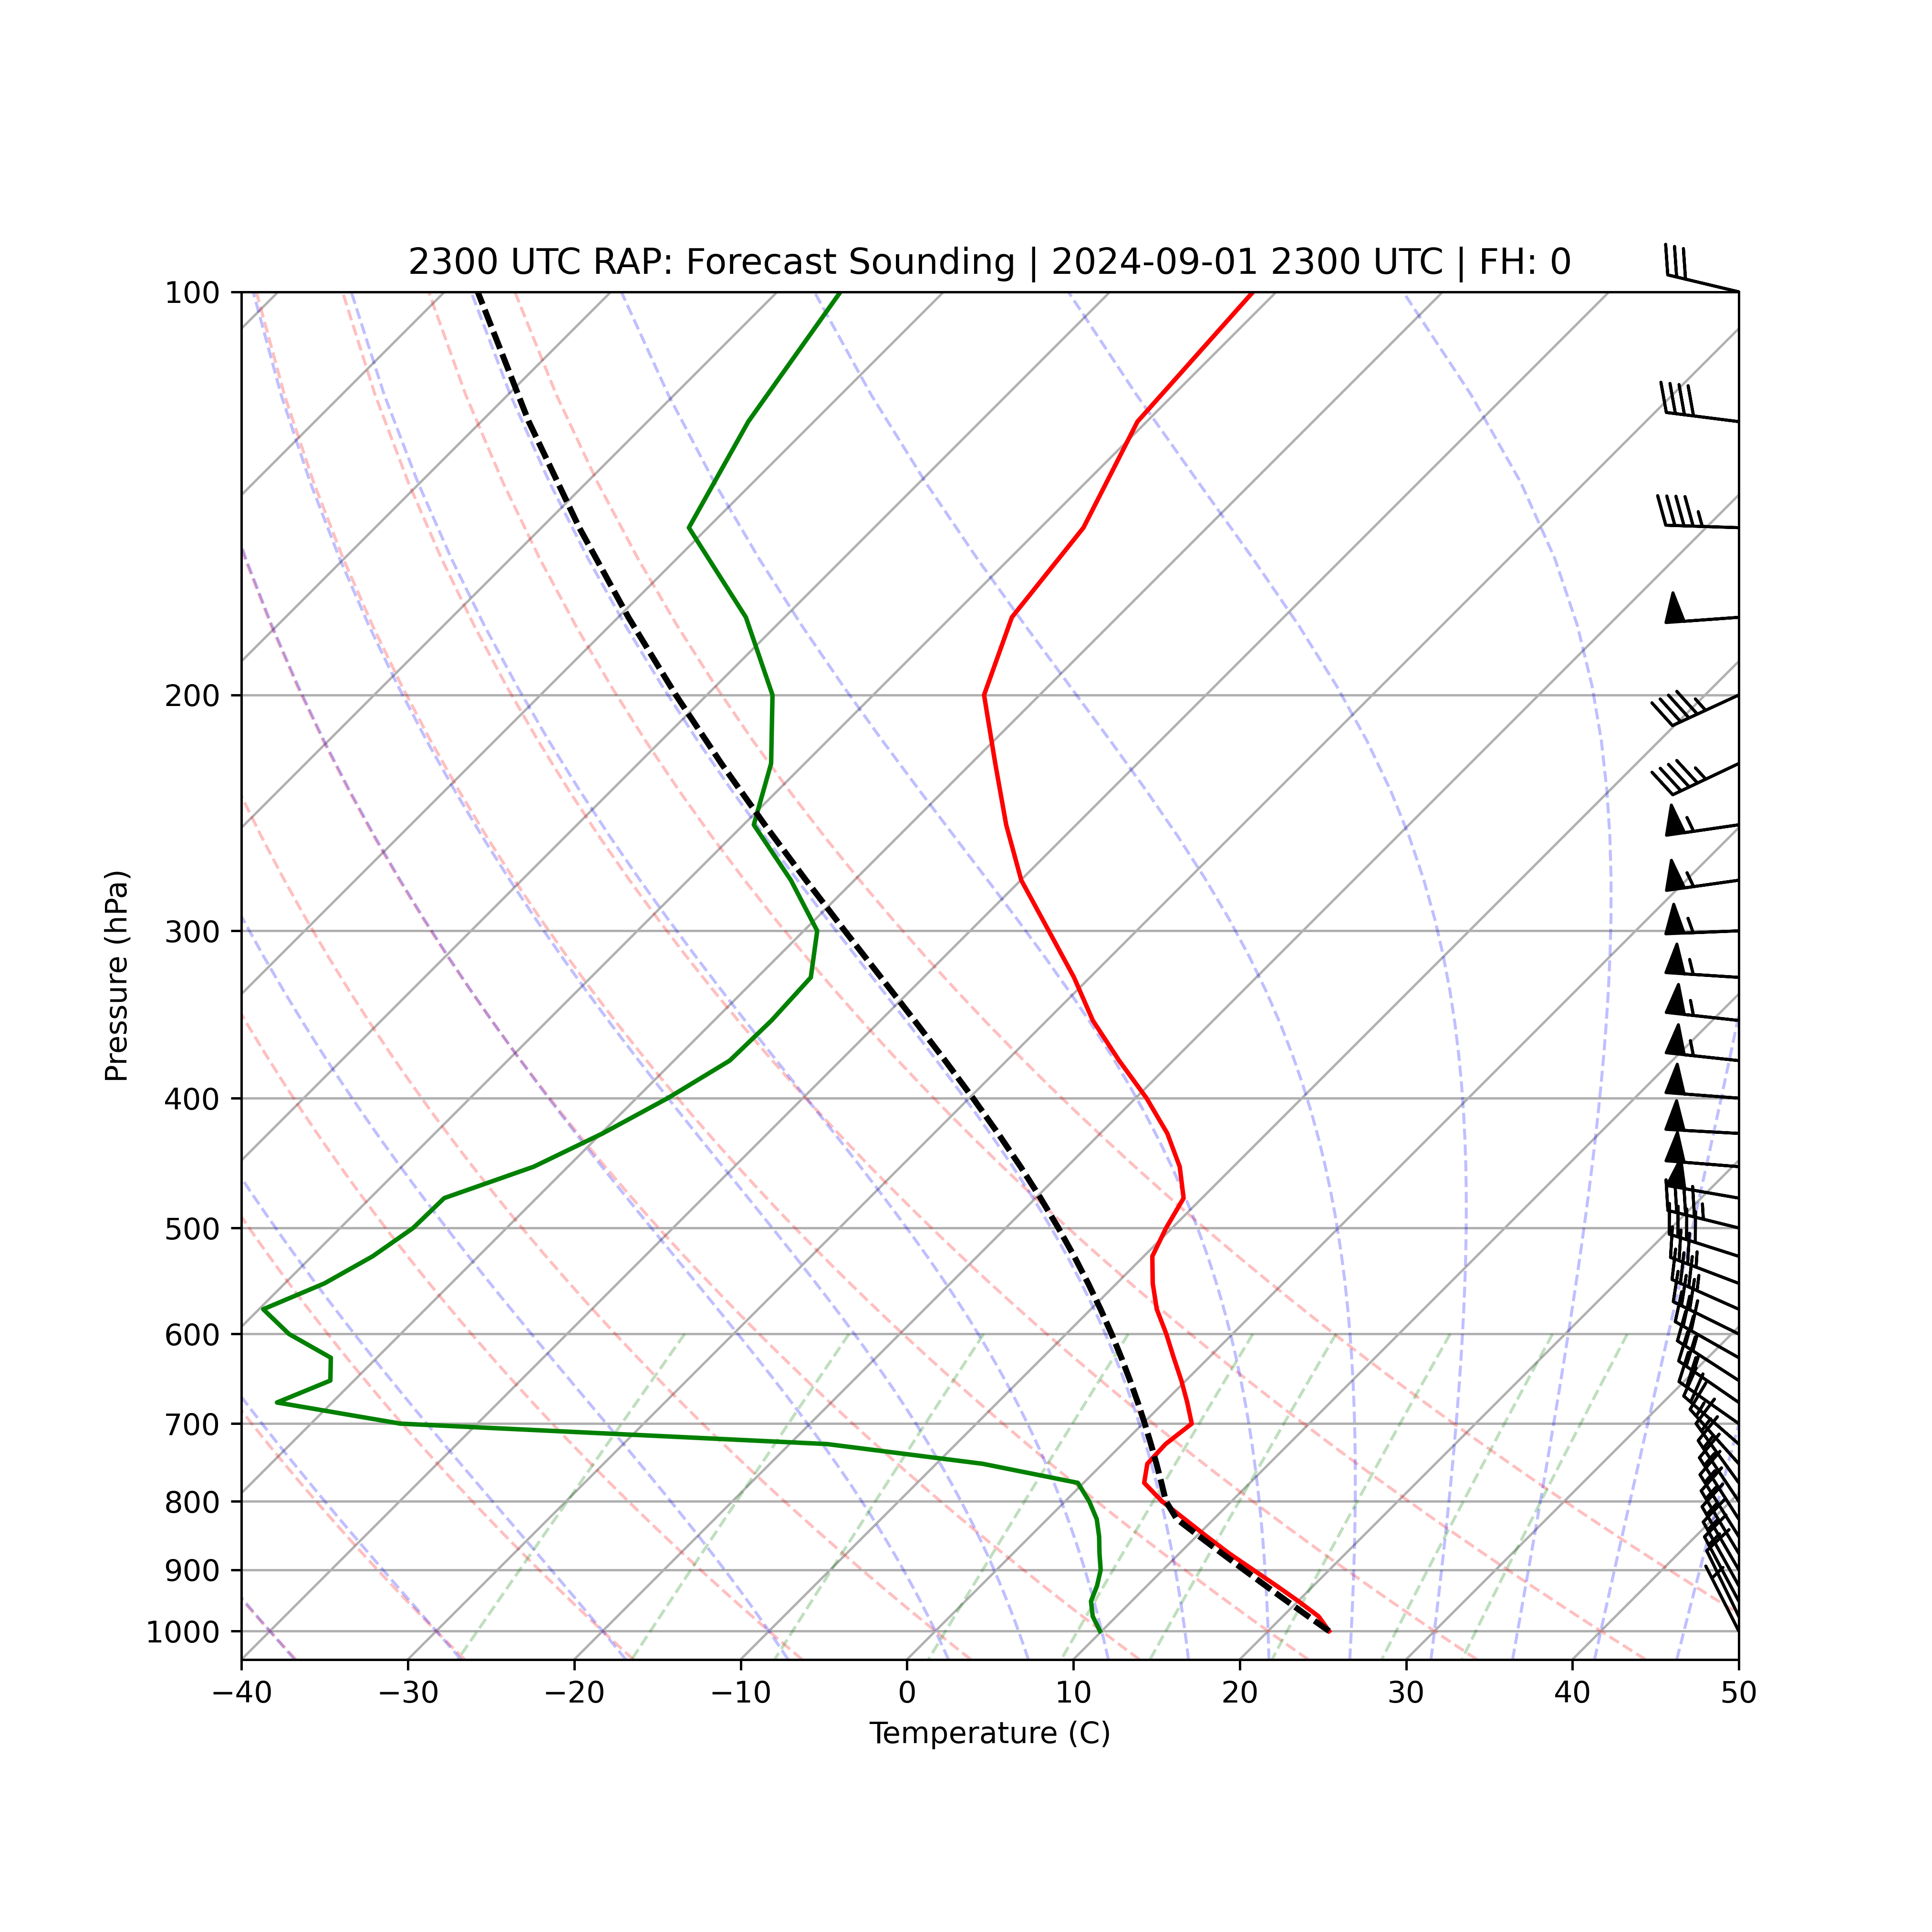 2300 UTC RAP: Forecast Sounding | 2024-09-01 2300 UTC | FH: 0
100
200
300
400
500
600
700
800
900
1000
Pressure (hPa)
−40 −30 −20 −10 0 10 20 30 40 50
Temperature (C)